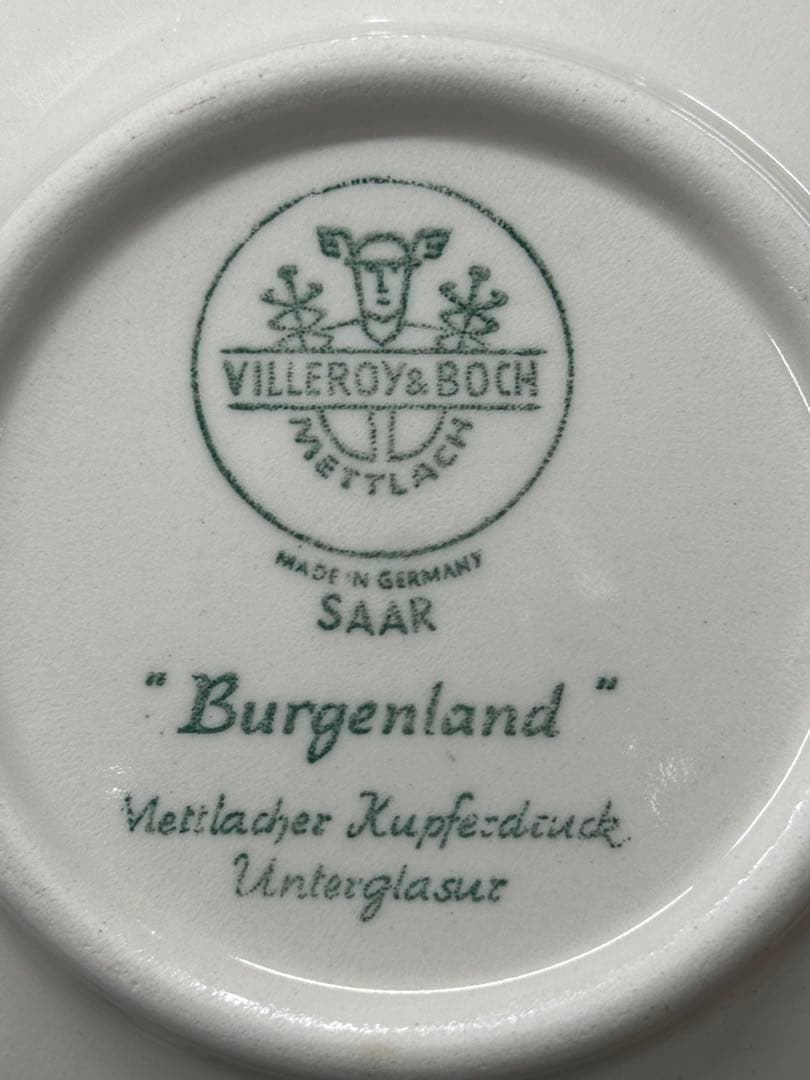 VILLEROY & BOCH
METTLACH
MADE IN GERMANY
SAAR
"Burgenland"
Mettlacher Kupferdruck
Unterglasur